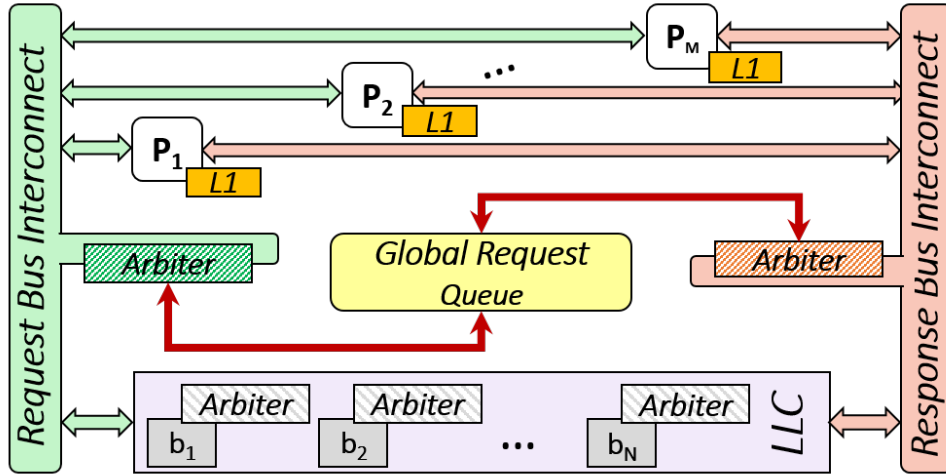 Request Bus Interconnect
P_M
L1
...
P_2
L1
P_1
L1
Response Bus Interconnect
Arbiter
Global Request
Queue
Arbiter
Arbiter
b_1
Arbiter
b_2
...
Arbiter
b_N
LLC